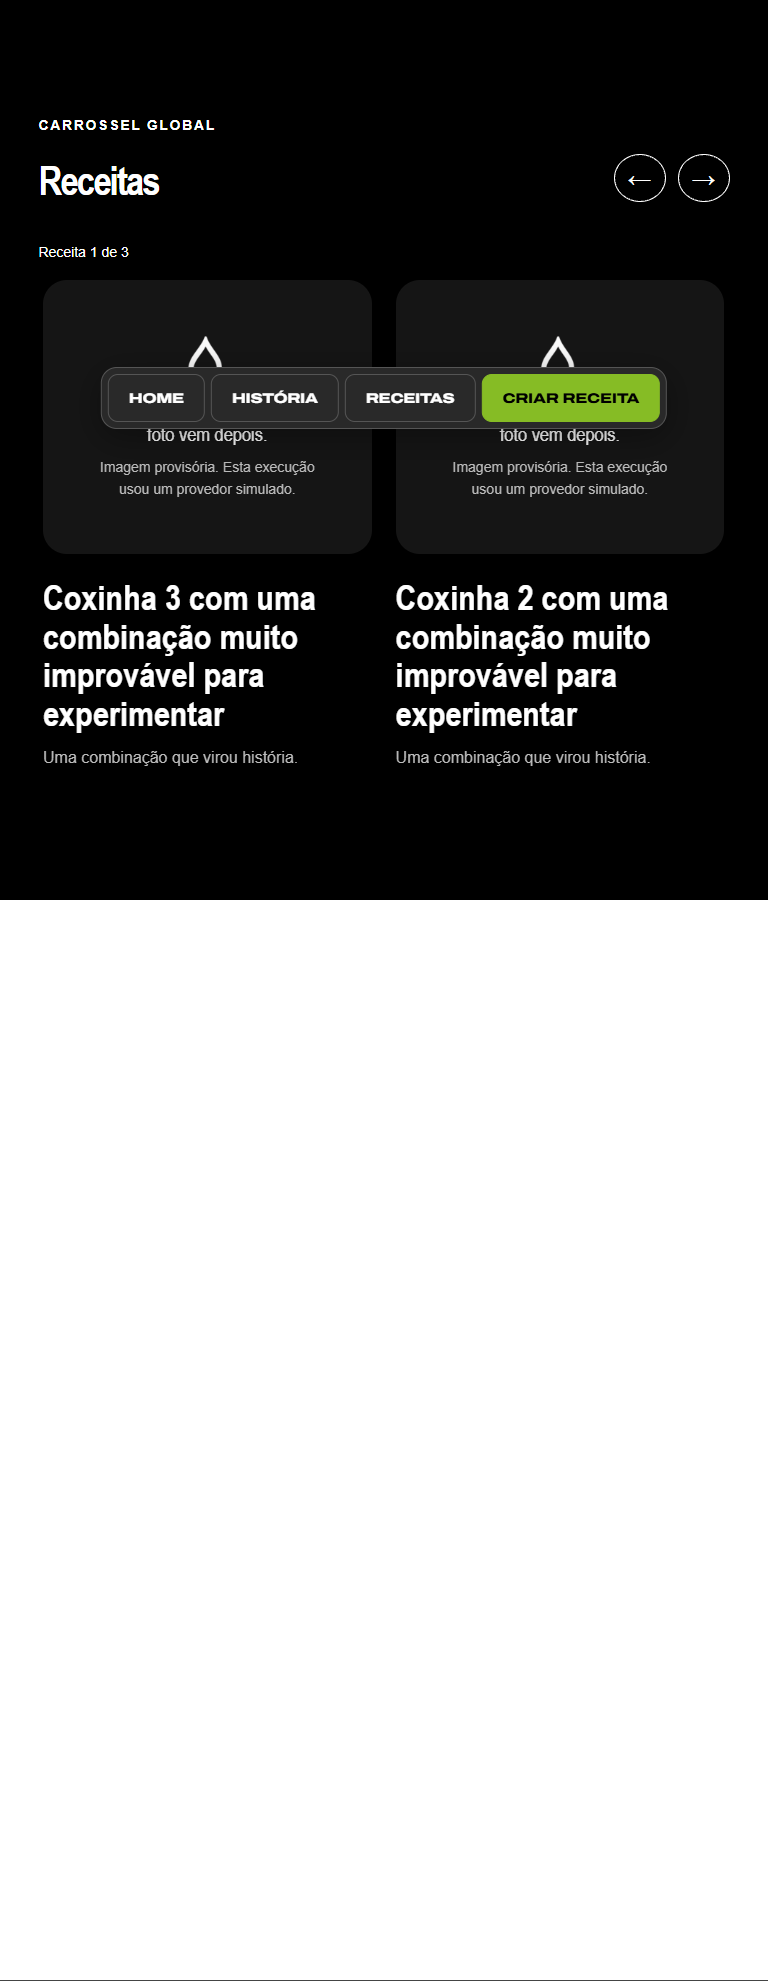 CARROSSEL GLOBAL
Receitas
← →
Receita 1 de 3
HOME HISTÓRIA RECEITAS CRIAR RECEITA
foto vem depois.
Imagem provisória. Esta execução
usou um provedor simulado.
foto vem depois.
Imagem provisória. Esta execução
usou um provedor simulado.
Coxinha 3 com uma
combinação muito
improvável para
experimentar
Uma combinação que virou história.
Coxinha 2 com uma
combinação muito
improvável para
experimentar
Uma combinação que virou história.